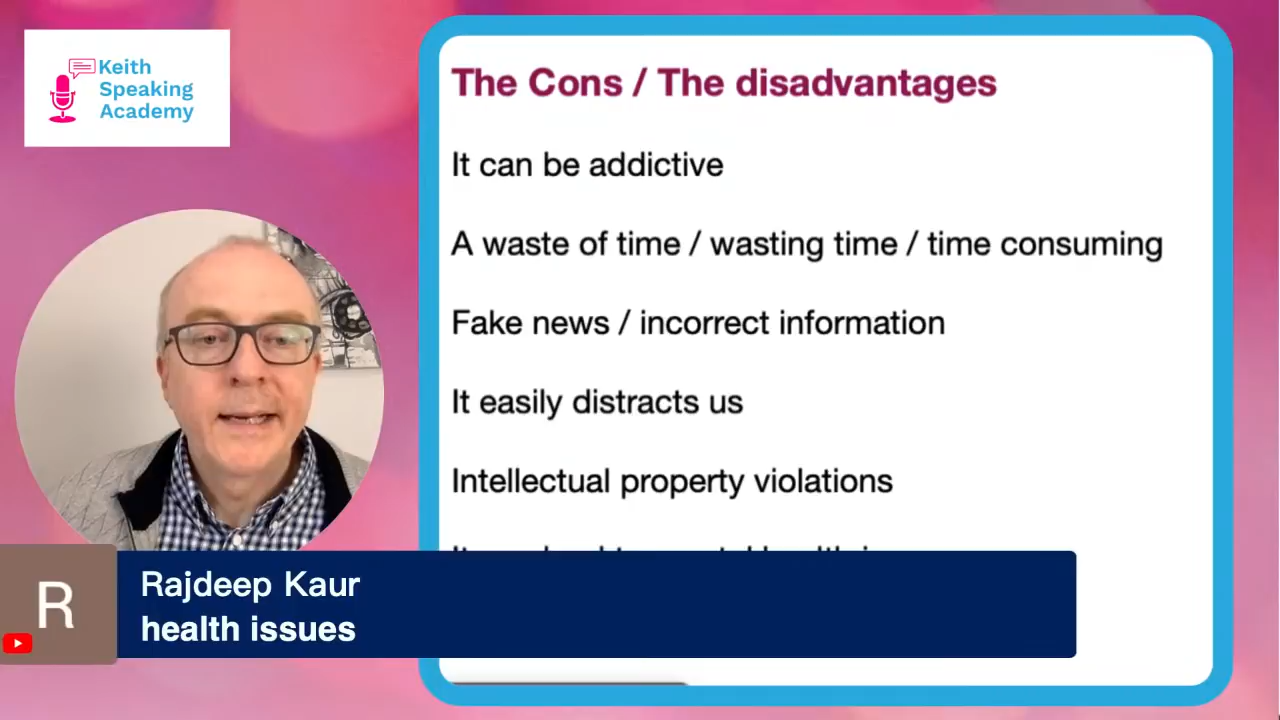 Keith
Speaking
Academy
The Cons / The disadvantages
It can be addictive
A waste of time / wasting time / time consuming
Fake news / incorrect information
It easily distracts us
Intellectual property violations
R
Rajdeep Kaur
health issues